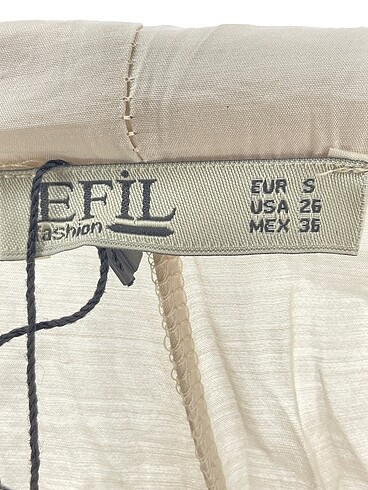 EFİL
fashion
EUR S
USA 26
MEX 36